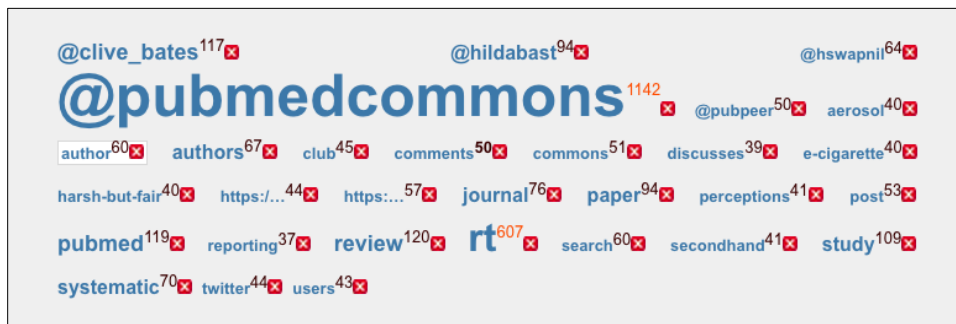 @clive_bates117 @hildabast94 @hswapnil64
@pubmedcommons1142 @pubpeer50 aerosol40
author60 authors67 club45 comments50 commons51 discusses39 e-cigarette40
harsh-but-fair40 https:/...44 https:...57 journal76 paper94 perceptions41 post53
pubmed119 reporting37 review120 rt607 search60 secondhand41 study109
systematic70 twitter44 users43